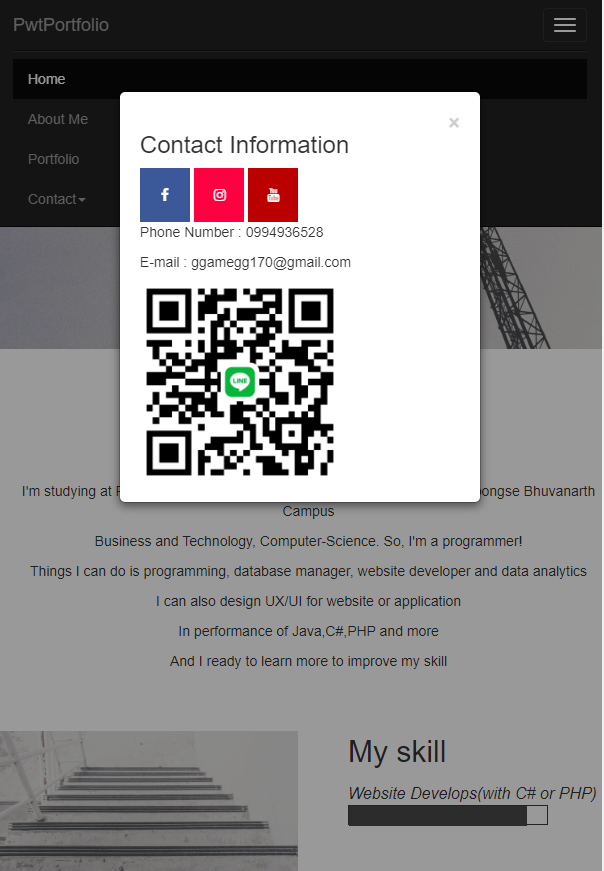 PwtPortfolio
Home
About Me
Portfolio
Contact
×
Contact Information
f
You
Tube
Phone Number : 0994936528
E-mail : ggamegg170@gmail.com
LINE
I'm studying at
Bhuvanarth
Campus
Business and Technology, Computer-Science. So, I'm a programmer!
Things I can do is programming, database manager, website developer and data analytics
I can also design UX/UI for website or application
In performance of Java,C#,PHP and more
And I ready to learn more to improve my skill
My skill
Website Develops(with C# or PHP)